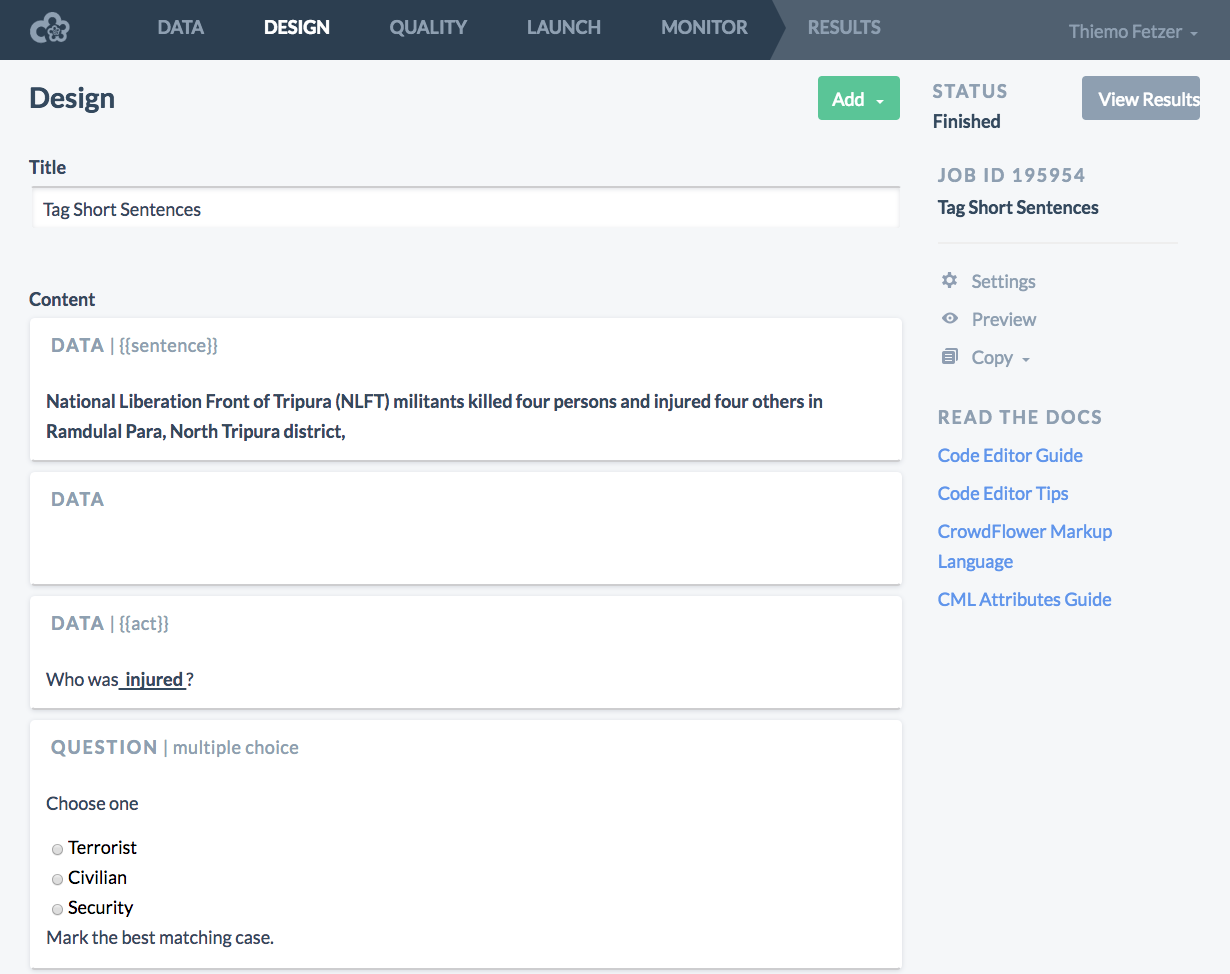 DATA
DESIGN
QUALITY
LAUNCH
MONITOR
RESULTS
Thiemo Fetzer
Design
Add
Title
Tag Short Sentences
Content
DATA | {{sentence}}
National Liberation Front of Tripura (NLFT) militants killed four persons and injured four others in
Ramdulal Para, North Tripura district,
DATA
DATA | {{act}}
Who was injured ?
QUESTION | multiple choice
Choose one
Terrorist
Civilian
Security
Mark the best matching case.
STATUS
Finished
View Results
JOB ID 195954
Tag Short Sentences
Settings
Preview
Copy
READ THE DOCS
Code Editor Guide
Code Editor Tips
CrowdFlower Markup
Language
CML Attributes Guide